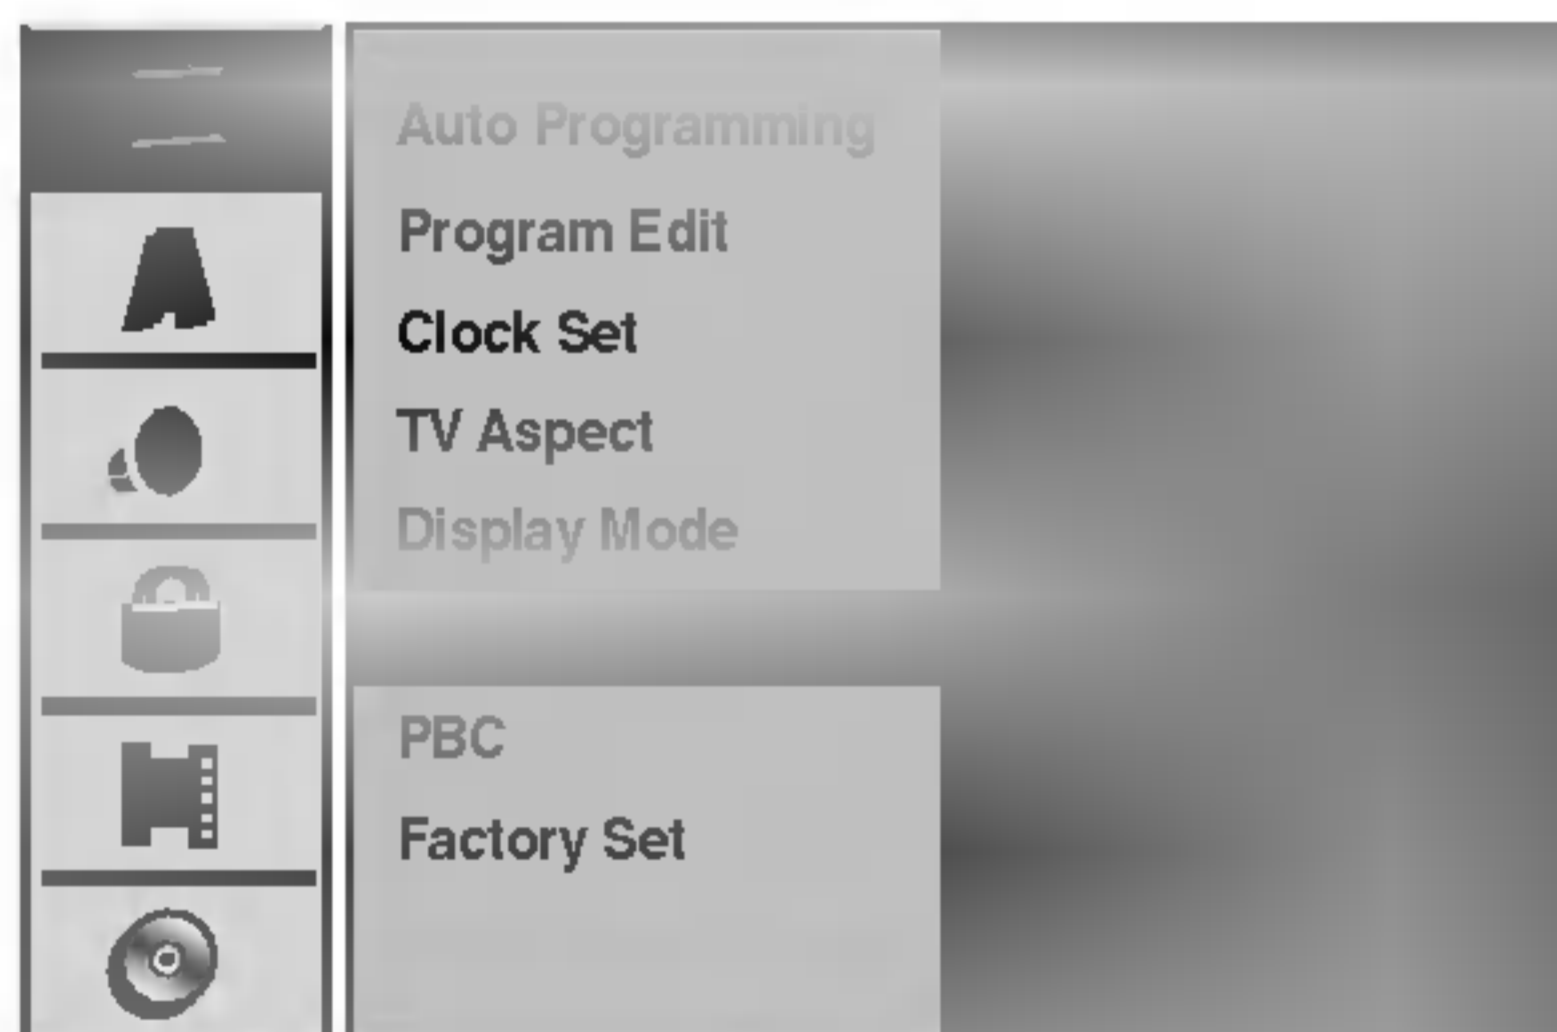 Auto Programming
Program Edit
Clock Set
TV Aspect
Display Mode
PBC
Factory Set